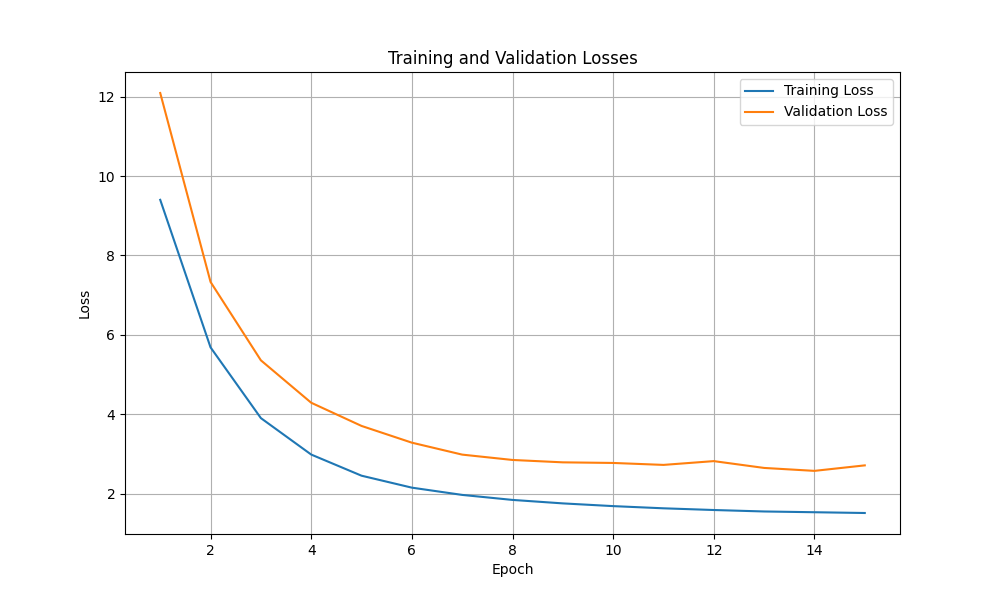 Training and Validation Losses
Training Loss
Validation Loss
Loss
12
10
8
6
4
2
2 4 6 8 10 12 14
Epoch